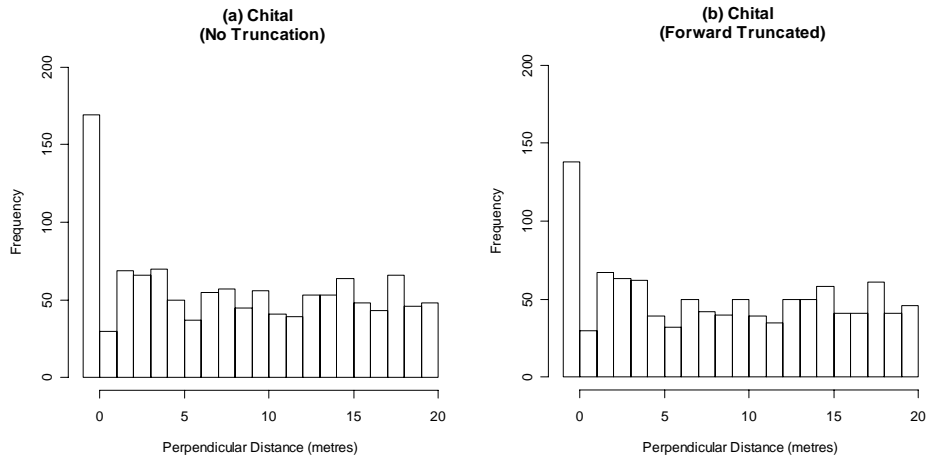 (a) Chital
(No Truncation)
200
150
100
50
0
Frequency
0 5 10 15 20
Perpendicular Distance (metres)
(b) Chital
(Forward Truncated)
200
150
100
50
0
Frequency
0 5 10 15 20
Perpendicular Distance (metres)